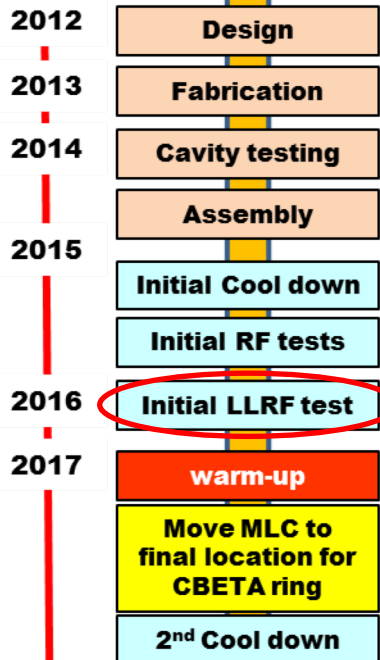 2012
Design
2013
Fabrication
2014
Cavity testing
Assembly
2015
Initial Cool down
Initial RF tests
2016
Initial LLRF test
2017
warm-up
Move MLC to
final location for
CBETA ring
2nd Cool down